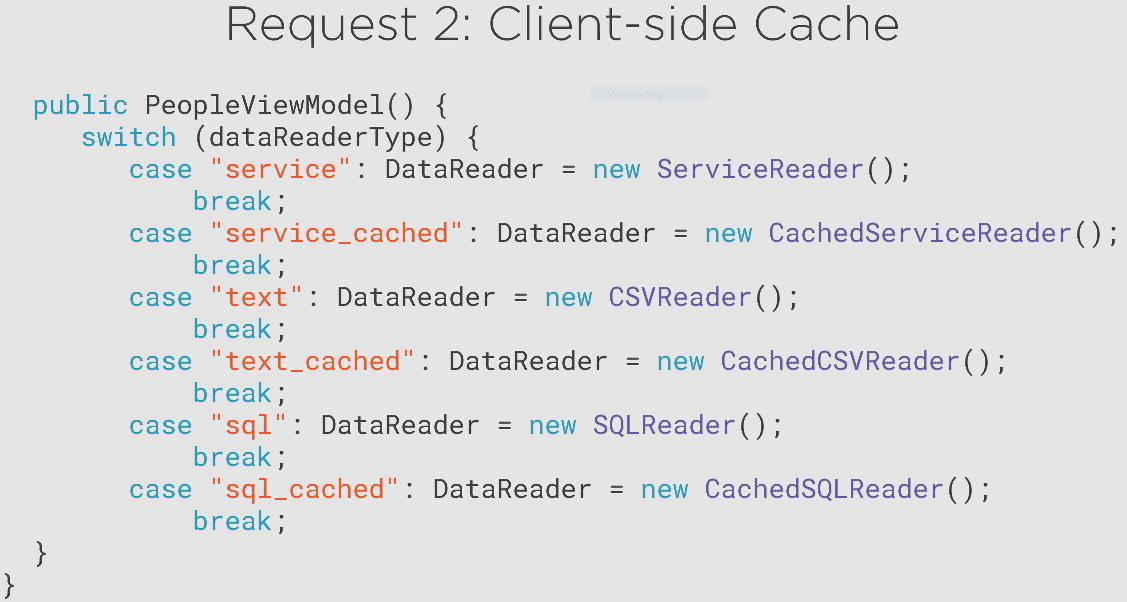 Request 2: Client-side Cache
Window Snip
public PeopleViewModel() {
switch (dataReaderType) {
case "service": DataReader = new ServiceReader();
break;
case "service_cached": DataReader = new CachedServiceReader();
break;
case "text": DataReader = new CSVReader();
break;
case "text_cached": DataReader = new CachedCSVReader();
break;
case "sql": DataReader = new SQLReader();
break;
case "sql_cached": DataReader = new CachedSQLReader();
break;
}
}